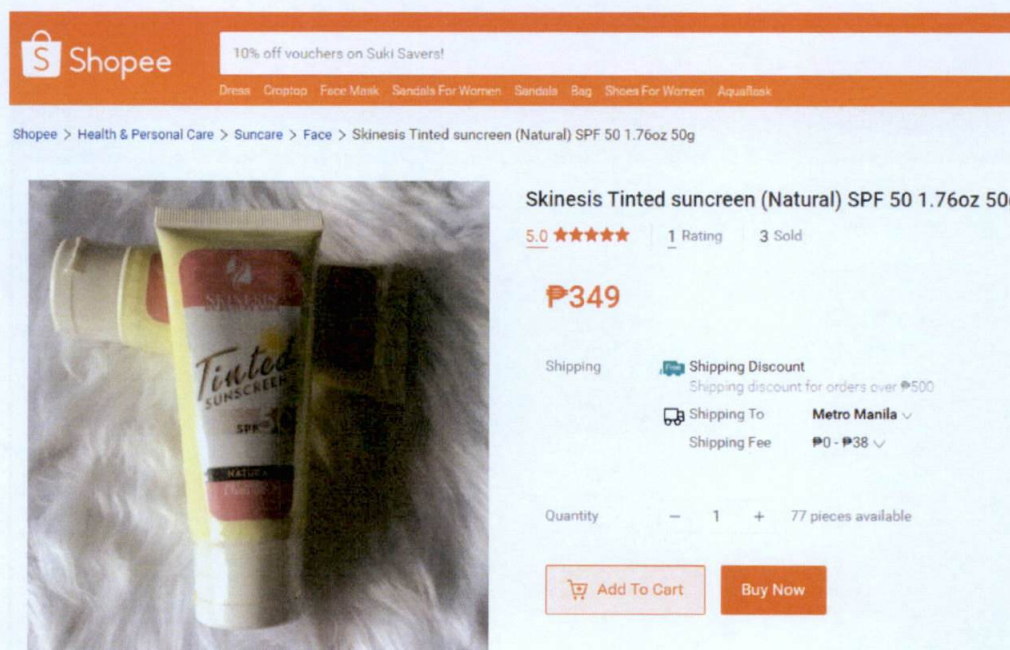 Shopee
10% off vouchers on Suki Savers!
Dress Croptop Face Mask Sandals For Women Sandals Bag Shoes For Women Aquaflask
Shopee > Health & Personal Care > Suncare > Face > Skinesis Tinted suncreen (Natural) SPF 50 1.76oz 50g
Skinesis Tinted suncreen (Natural) SPF 50 1.76oz 50g
5.0 ★★★★★ 1 Rating 3 Sold
₱349
Shipping
Free Shipping Discount
Shipping discount for orders over ₱500
Shipping To Metro Manila
Shipping Fee ₱0 - ₱38
Quantity − 1 + 77 pieces available
Add To Cart Buy Now
SKINESIS
Tinted
SUNSCREEN
SPF 50
NATURAL